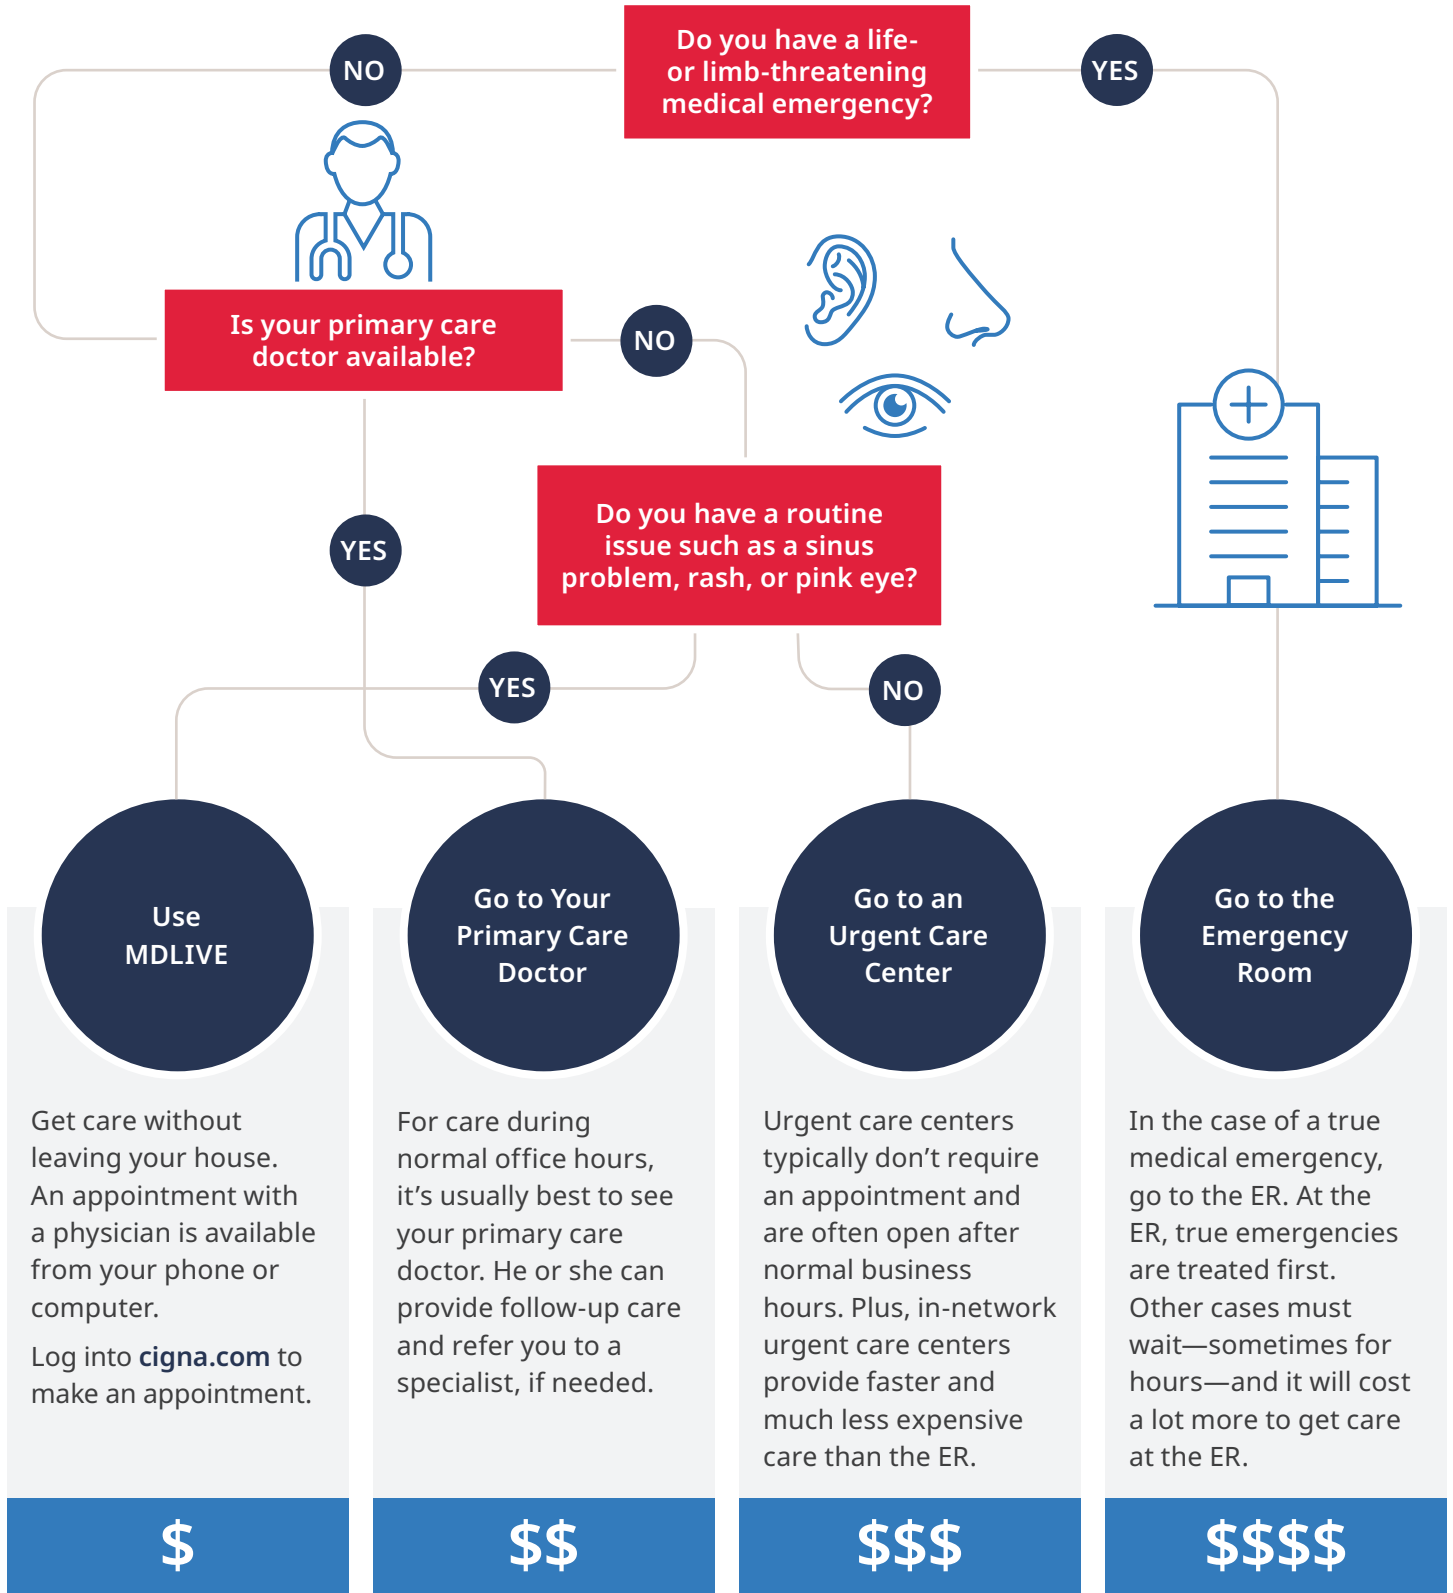 Do you have a life-
or limb-threatening
medical emergency?
NO
YES
Is your primary care
doctor available?
NO
YES
Do you have a routine
issue such as a sinus
problem, rash, or pink eye?
YES
NO
Use
MDLIVE
Get care without
leaving your house.
An appointment with
a physician is available
from your phone or
computer.
Log into cigna.com to
make an appointment.
$
Go to Your
Primary Care
Doctor
For care during
normal office hours,
it’s usually best to see
your primary care
doctor. He or she can
provide follow-up care
and refer you to a
specialist, if needed.
$$
Go to an
Urgent Care
Center
Urgent care centers
typically don’t require
an appointment and
are often open after
normal business
hours. Plus, in-network
urgent care centers
provide faster and
much less expensive
care than the ER.
$$$
Go to the
Emergency
Room
In the case of a true
medical emergency,
go to the ER. At the
ER, true emergencies
are treated first.
Other cases must
wait—sometimes for
hours—and it will cost
a lot more to get care
at the ER.
$$$$